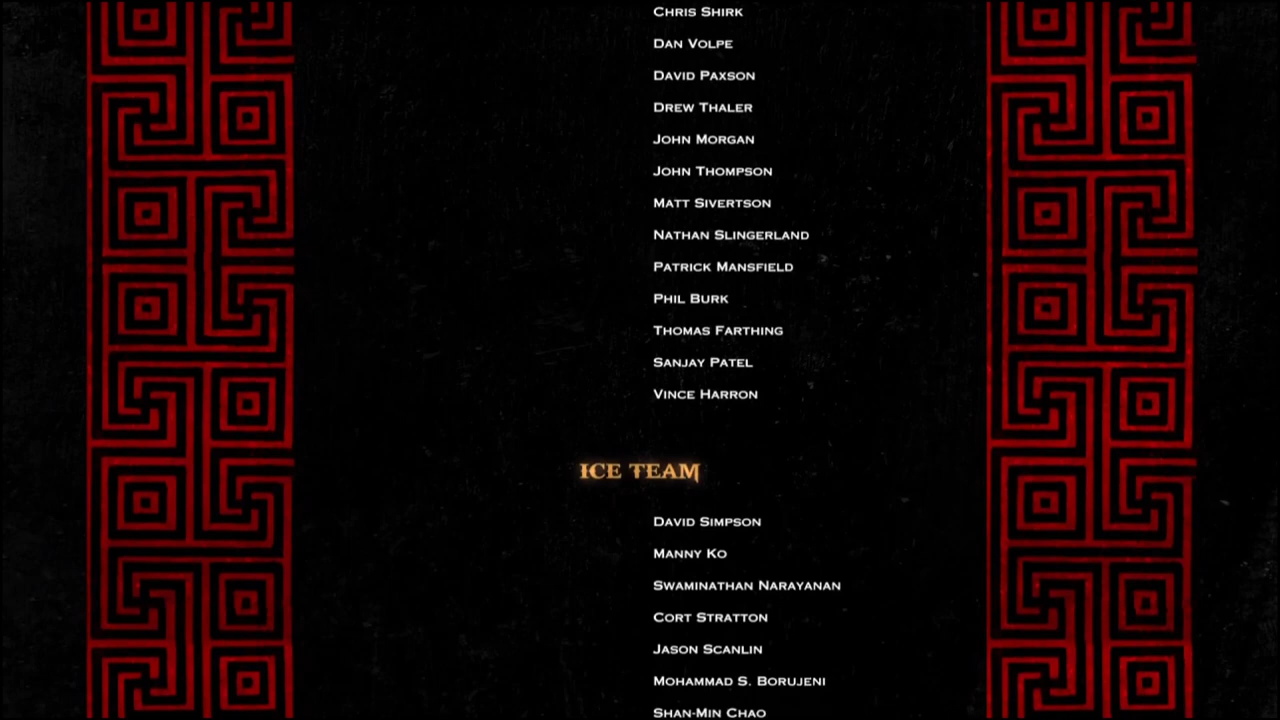 CHRIS SHIRK
DAN VOLPE
DAVID PAXSON
DREW THALER
JOHN MORGAN
JOHN THOMPSON
MATT SIVERTSON
NATHAN SLINGERLAND
PATRICK MANSFIELD
PHIL BURK
THOMAS FARTHING
SANJAY PATEL
VINCE HARRON
ICE TEAM
DAVID SIMPSON
MANNY KO
SWAMINATHAN NARAYANAN
CORT STRATTON
JASON SCANLIN
MOHAMMAD S. BORUJENI
SHAN-MIN CHAO